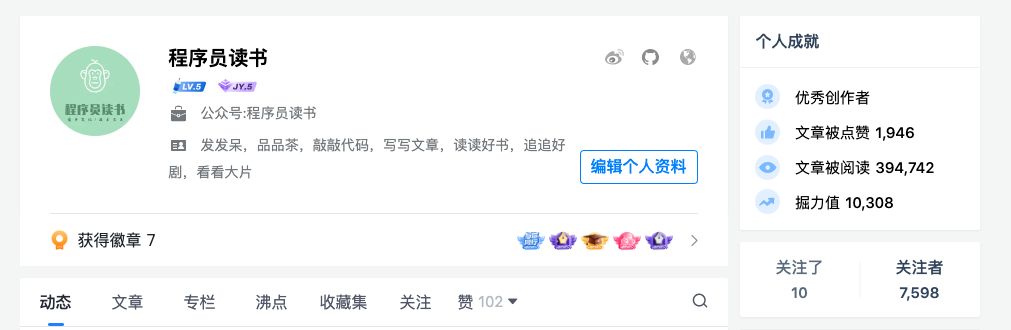 程序员读书
LV.5 JY.5
公众号:程序员读书
发发呆，品品茶，敲敲代码，写写文章，读读好书，追追好
剧，看看大片
编辑个人资料
获得徽章 7
动态 文章 专栏 沸点 收藏集 关注 赞 102
程序员读书
个人成就
优秀创作者
文章被点赞 1,946
文章被阅读 394,742
掘力值 10,308
关注了 关注者
10 7,598